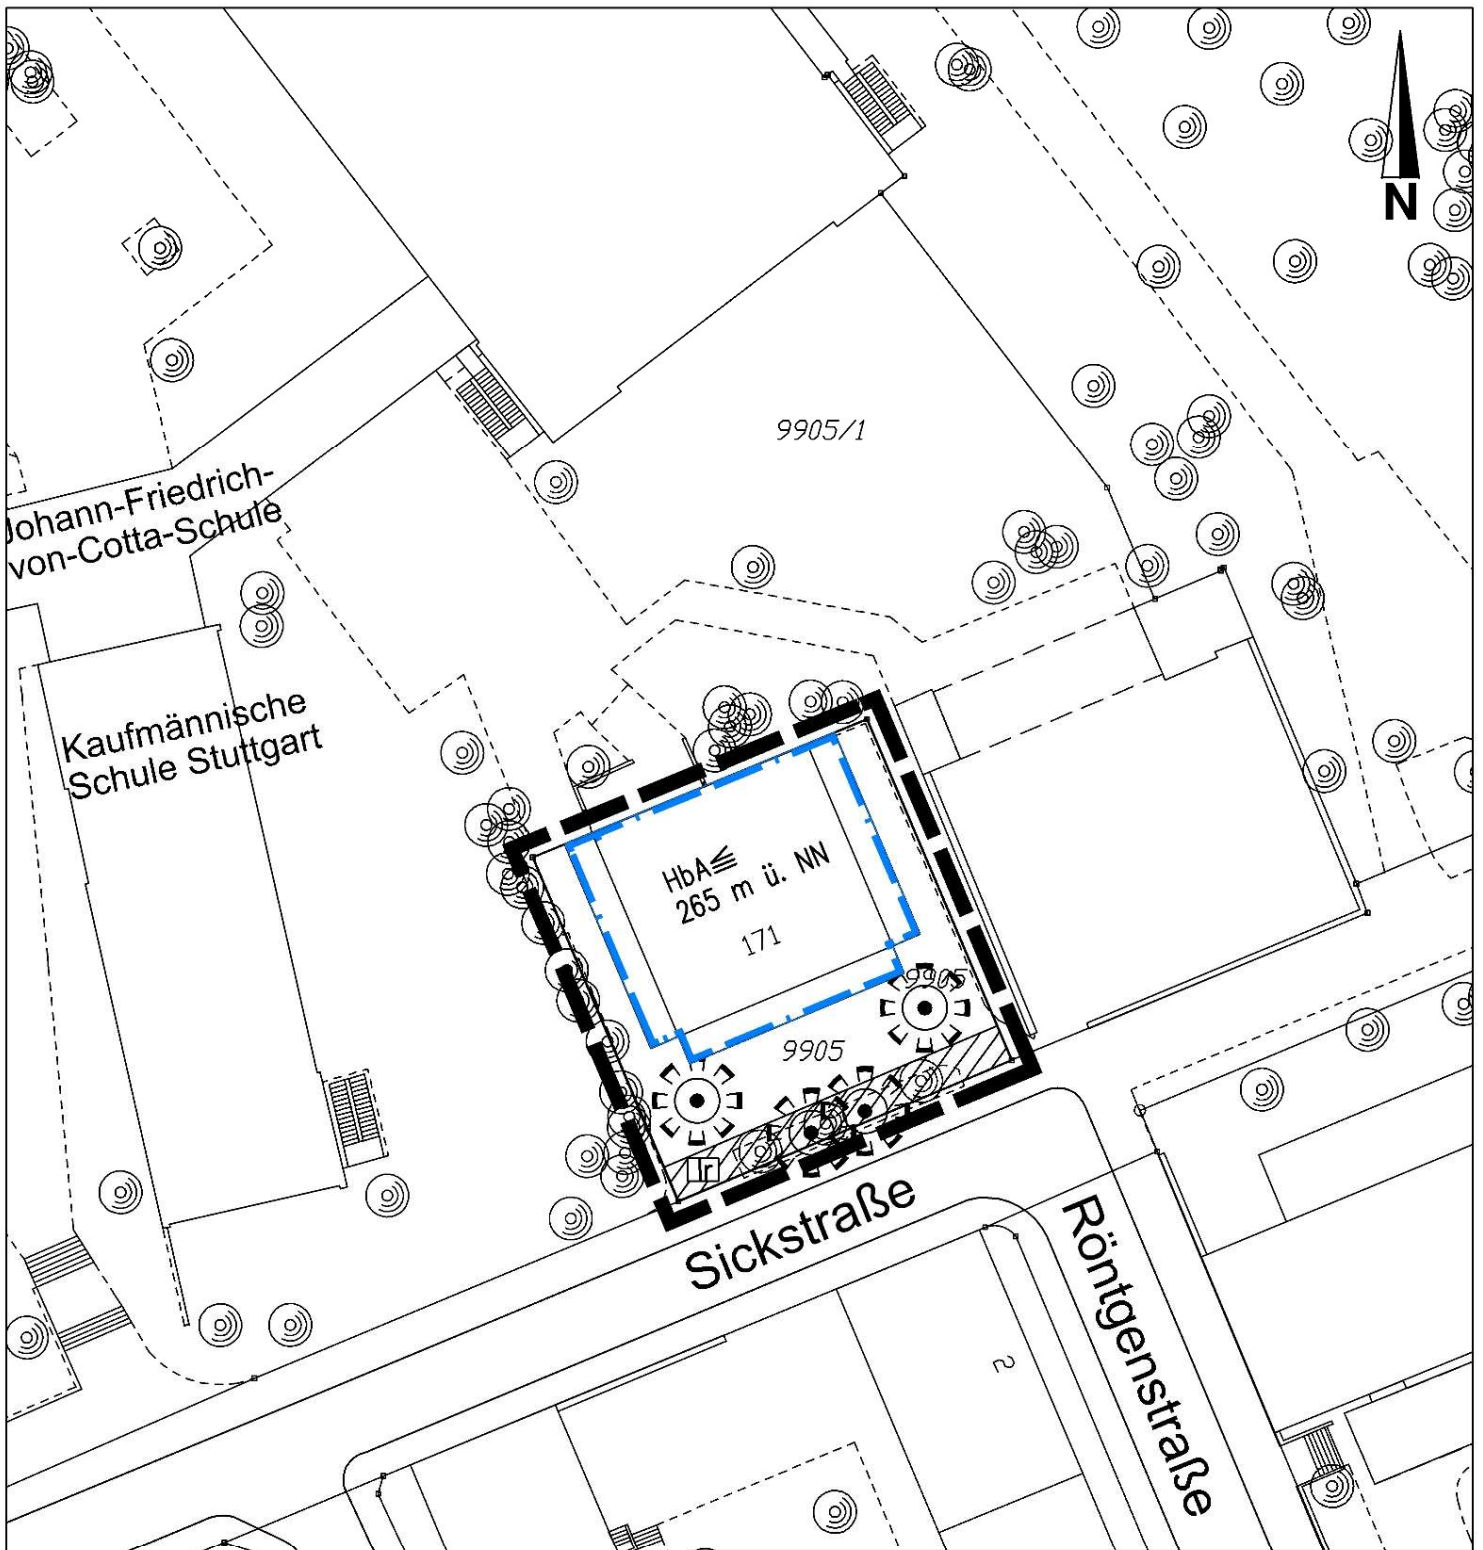 N
9905/1
Johann-Friedrich-
von-Cotta-Schule
Kaufmännische
Schule Stuttgart
HbA≤
265 m ü. NN
171
9905
9905
lr
Sickstraße
Röntgenstraße
2